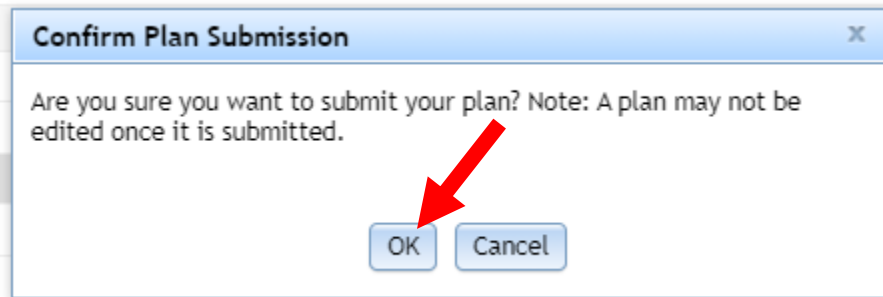 Confirm Plan Submission x
Are you sure you want to submit your plan? Note: A plan may not be
edited once it is submitted.
OK Cancel